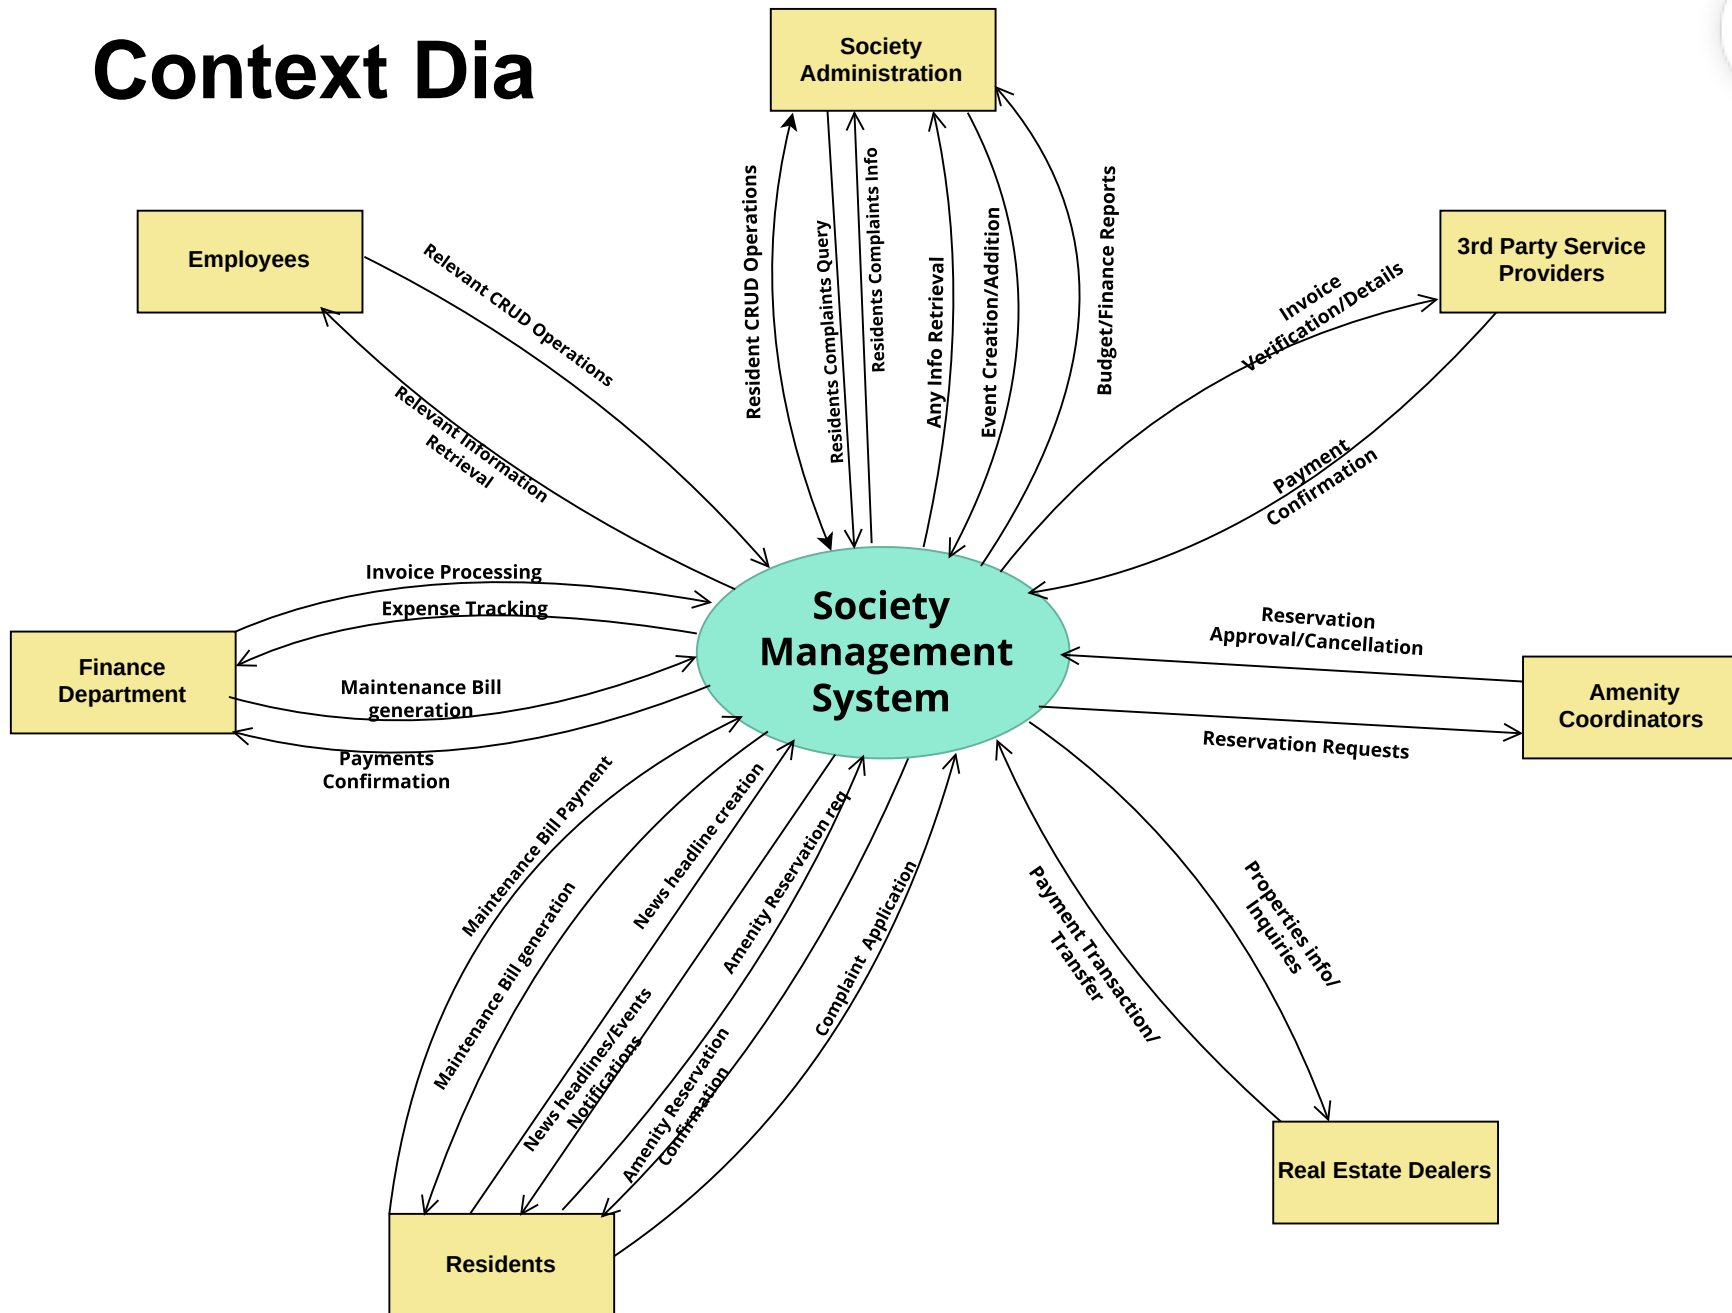 Context Dia
Society
Administration
Employees
3rd Party Service
Providers
Relevant CRUD Operations
Relevant Information
Retrieval
Resident CRUD Operations
Residents Complaints Query
Residents Complaints Info
Any Info Retrieval
Event Creation/Addition
Budget/Finance Reports
Invoice
Verification/Details
Payment
Confirmation
Invoice Processing
Expense Tracking
Finance
Department
Maintenance Bill
generation
Payments
Confirmation
Society
Management
System
Reservation
Approval/Cancellation
Amenity
Coordinators
Reservation Requests
Maintenance Bill Payment
Maintenance Bill generation
News headline creation
News headlines/Events
Notifications
Amenity Reservation req
Amenity Reservation
Confirmation
Complaint Application
Payment Transaction/
Transfer
Properties info/
Inquiries
Real Estate Dealers
Residents